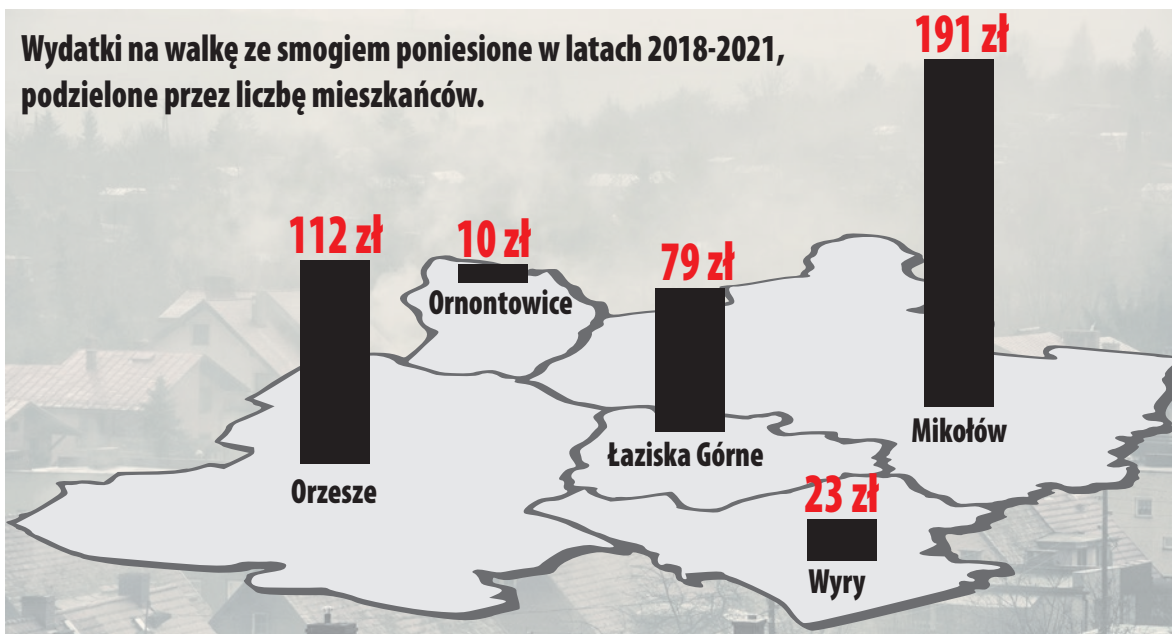 Wydatki na walkę ze smogiem poniesione w latach 2018-2021,
podzielone przez liczbę mieszkańców.
191 zł
112 zł
10 zł
79 zł
Ornontowice
Mikołów
Łaziska Górne
Orzesze
23 zł
Wyry